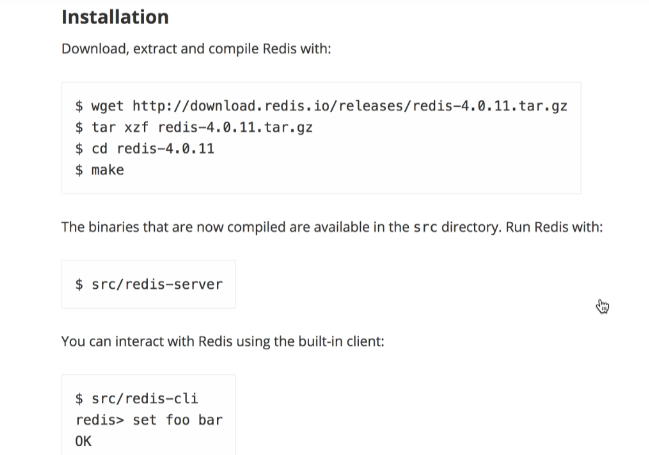 Installation
Download, extract and compile Redis with:
$ wget http://download.redis.io/releases/redis-4.0.11.tar.gz
$ tar xzf redis-4.0.11.tar.gz
$ cd redis-4.0.11
$ make
The binaries that are now compiled are available in the src directory. Run Redis with:
$ src/redis-server
You can interact with Redis using the built-in client:
$ src/redis-cli
redis> set foo bar
OK